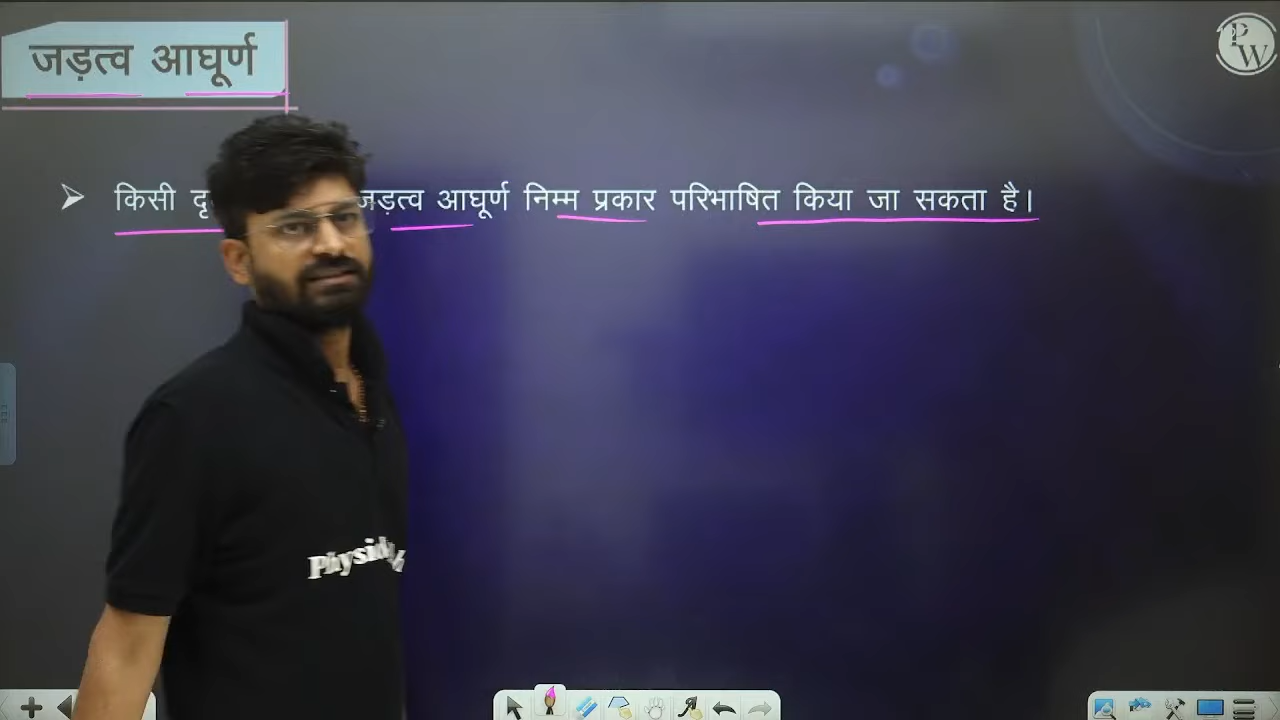 जड़त्व आघूर्ण
PW
किसी जड़त्व आघूर्ण निम्म प्रकार परिभाषित किया जा सकता है।